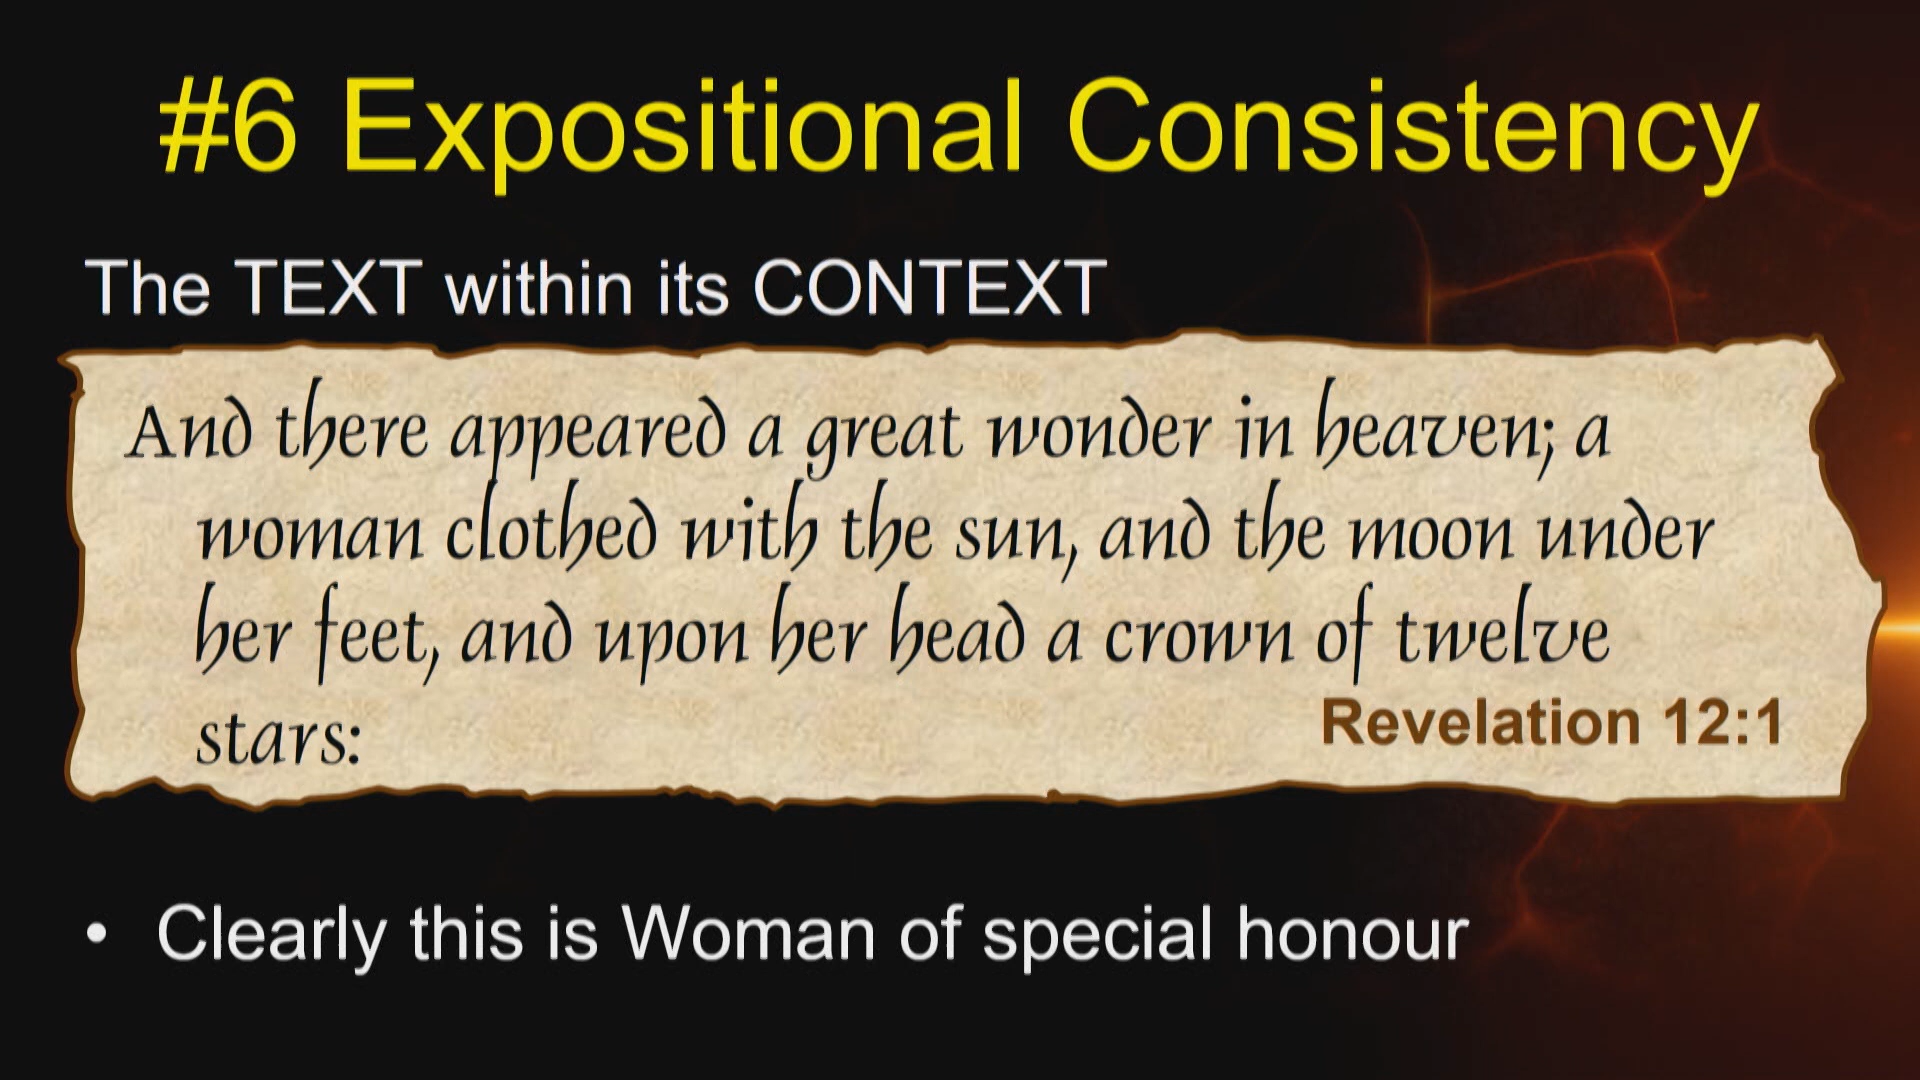 #6 Expositional Consistency
The TEXT within its CONTEXT
And there appeared a great wonder in heaven; a
woman clothed with the sun, and the moon under
her feet, and upon her head a crown of twelve
stars:
Revelation 12:1
• Clearly this is Woman of special honour